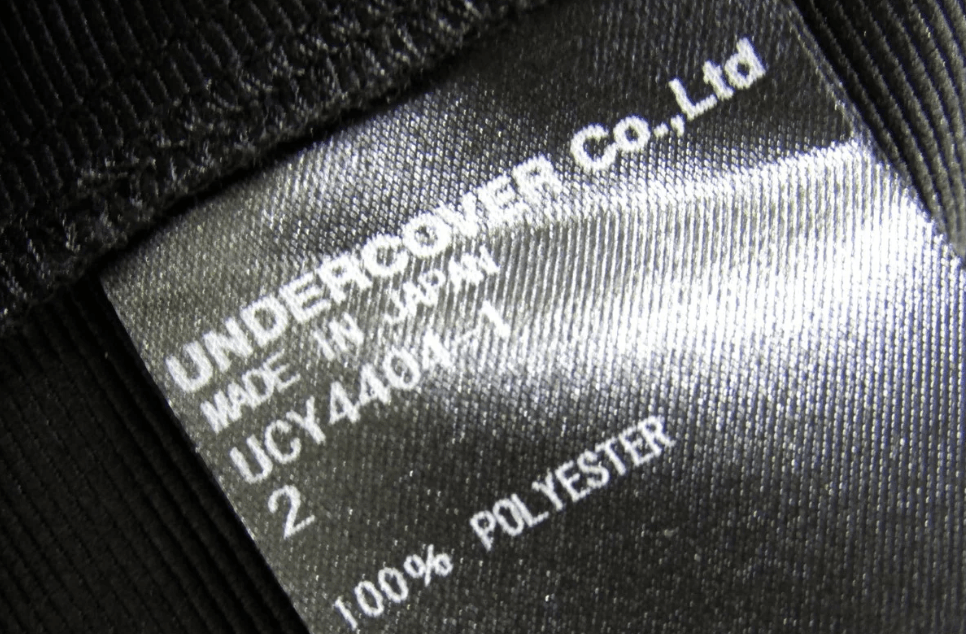 UNDERCOVER Co.,Ltd
MADE IN JAPAN
UCY4404-1
2
100% POLYESTER